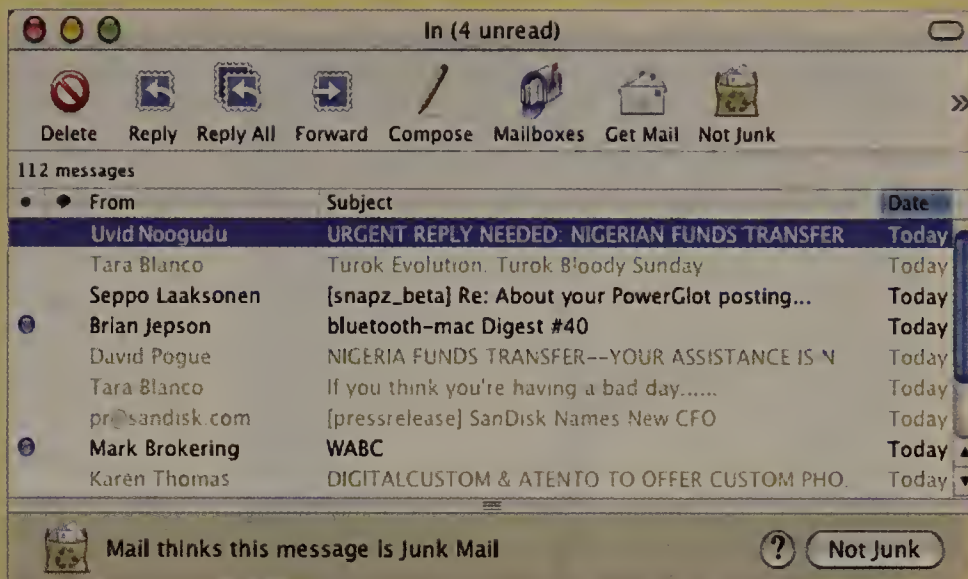 In (4 unread)
Delete Reply Reply All Forward Compose Mailboxes Get Mail Not Junk
112 messages
From Subject Date
Uvid Noogudu URGENT REPLY NEEDED: NIGERIAN FUNDS TRANSFER Today
Tara Blanco Turok Evolution. Turok Bloody Sunday Today
Seppo Laaksonen [snapz_beta] Re: About your PowerGlot posting... Today
Brian Jepson bluetooth-mac Digest #40 Today
David Pogue NIGERIA FUNDS TRANSFER--YOUR ASSISTANCE IS N Today
Tara Blanco If you think you're having a bad day...... Today
pr@sandisk.com [pressrelease] SanDisk Names New CFO Today
Mark Brokering WABC Today
Karen Thomas DIGITALCUSTOM & ATENTO TO OFFER CUSTOM PHO. Today
Mail thinks this message is Junk Mail ? Not Junk